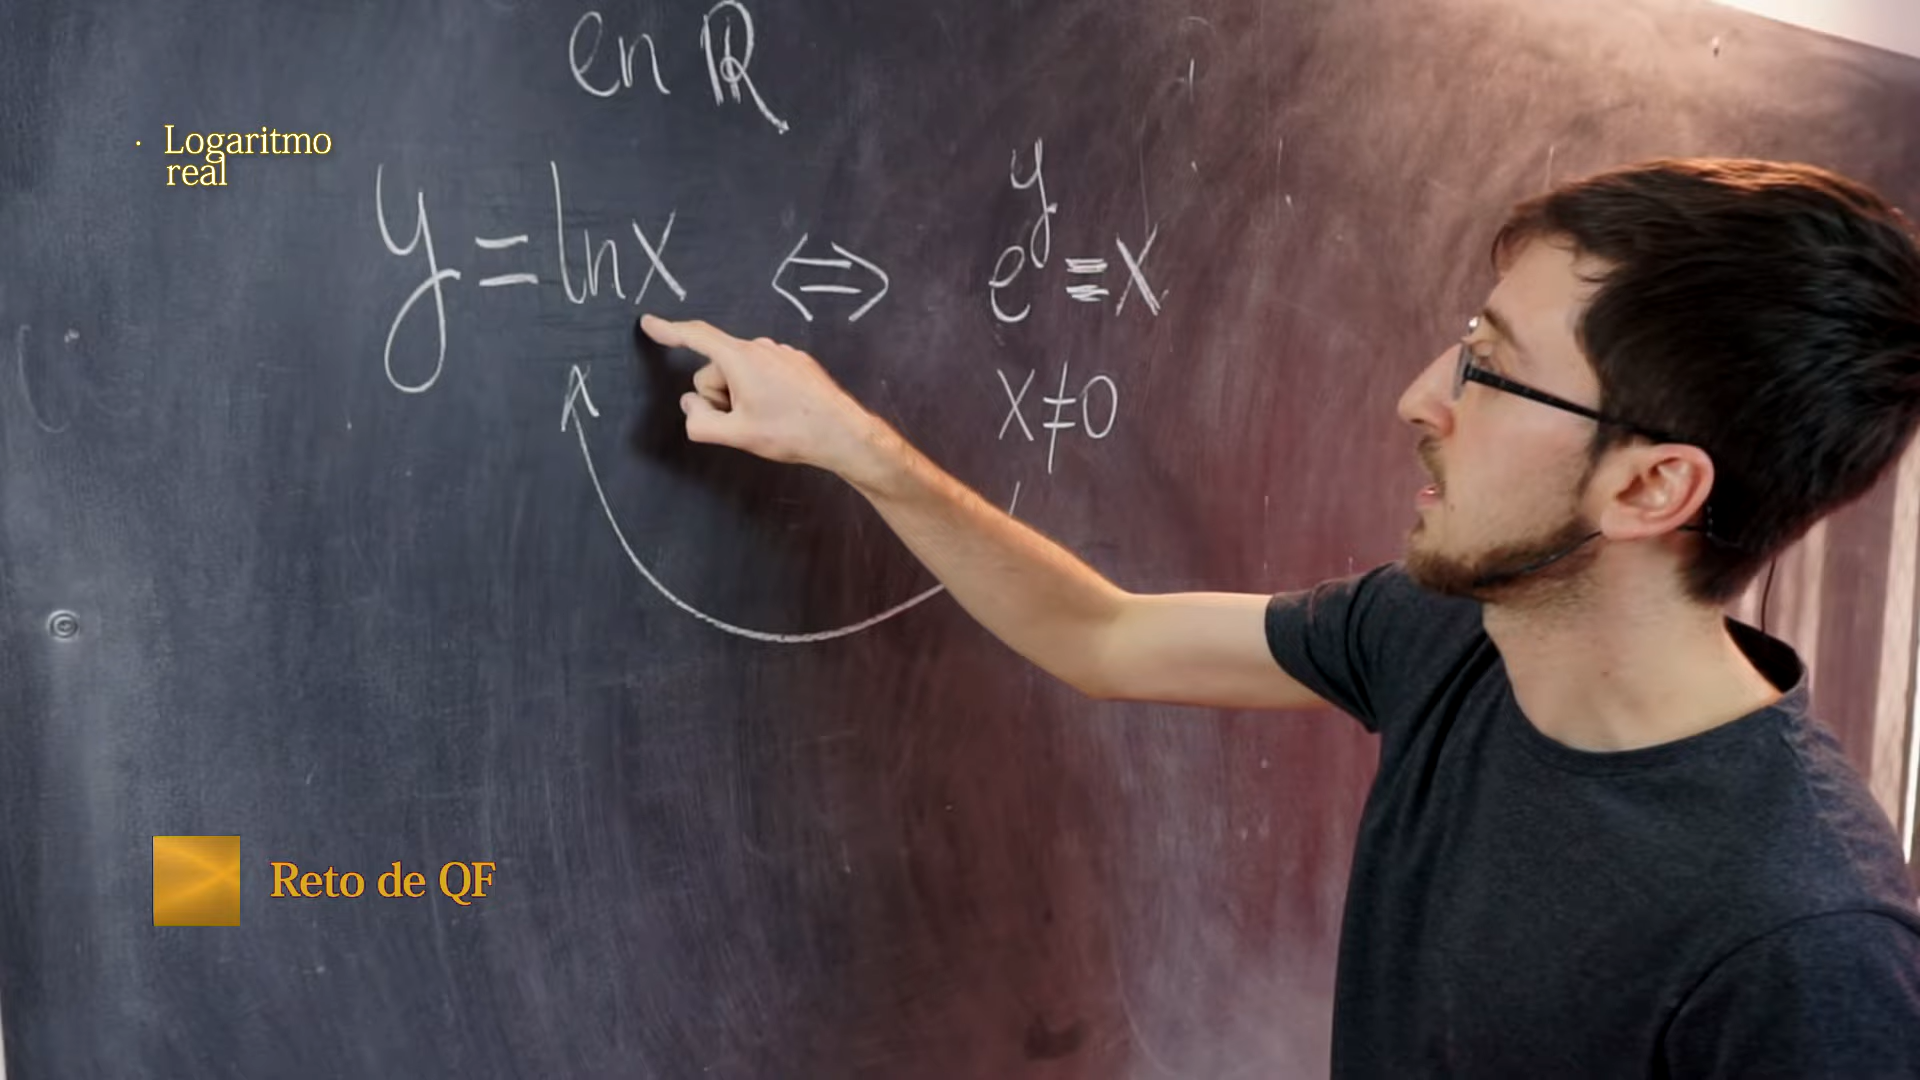 en ℝ
· Logaritmo
real
y = ln x ⇔ e^y = x
x ≠ 0
Reto de QF